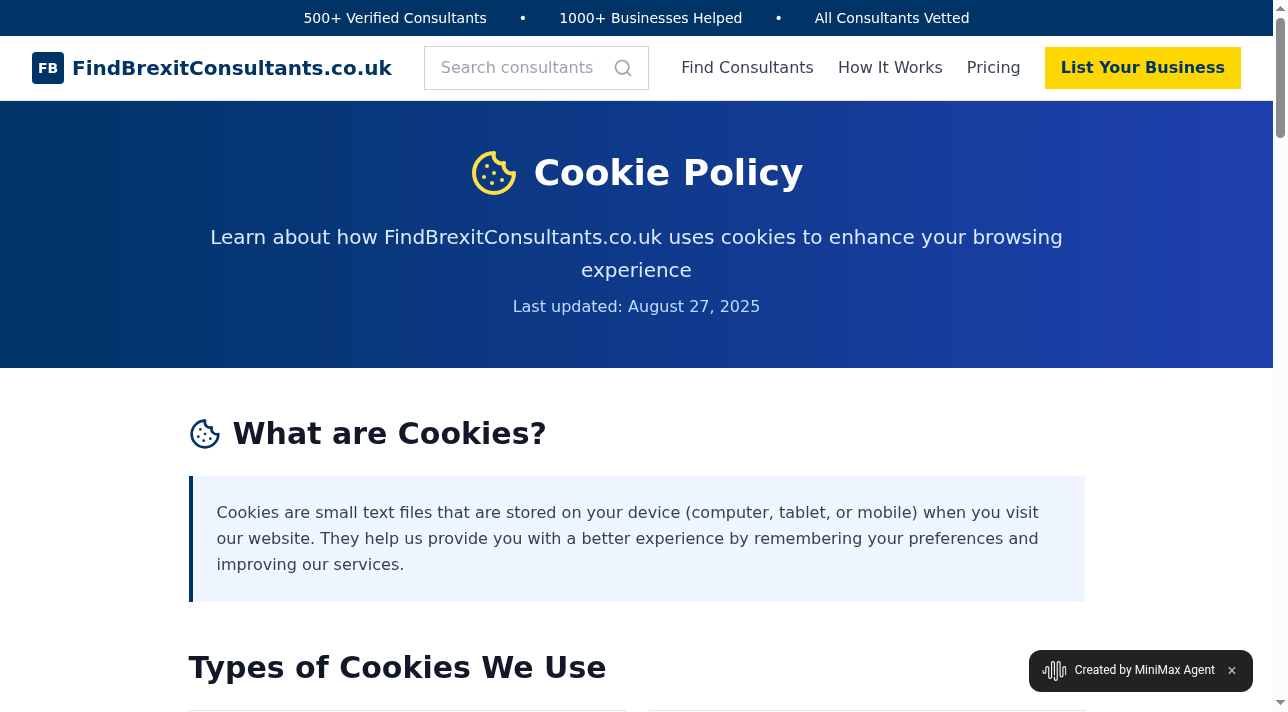 500+ Verified Consultants • 1000+ Businesses Helped • All Consultants Vetted
FB FindBrexitConsultants.co.uk Search consultants Find Consultants How It Works Pricing List Your Business
Cookie Policy
Learn about how FindBrexitConsultants.co.uk uses cookies to enhance your browsing
experience
Last updated: August 27, 2025
What are Cookies?
Cookies are small text files that are stored on your device (computer, tablet, or mobile) when you visit
our website. They help us provide you with a better experience by remembering your preferences and
improving our services.
Types of Cookies We Use
Created by MiniMax Agent ×